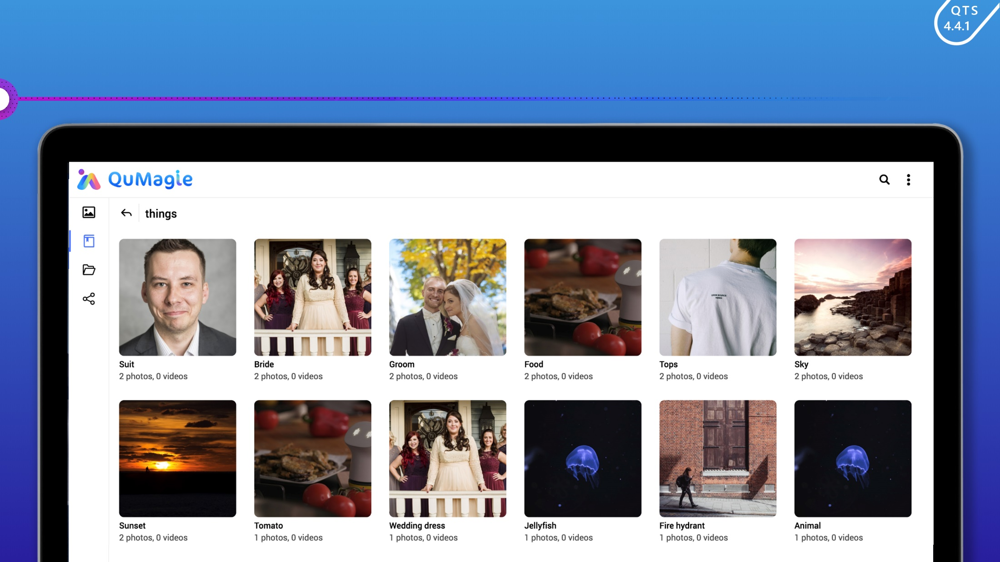 QTS
4.4.1
QuMagie
things
OPEN SOURCE
Suit
Bride
Groom
Food
Tops
Sky
2 photos, 0 videos
2 photos, 0 videos
2 photos, 0 videos
2 photos, 0 videos
2 photos, 0 videos
2 photos, 0 videos
Sunset
Tomato
Wedding dress
Jellyfish
Fire hydrant
Animal
2 photos, 0 videos
1 photos, 0 videos
1 photos, 0 videos
1 photos, 0 videos
1 photos, 0 videos
1 photos, 0 videos